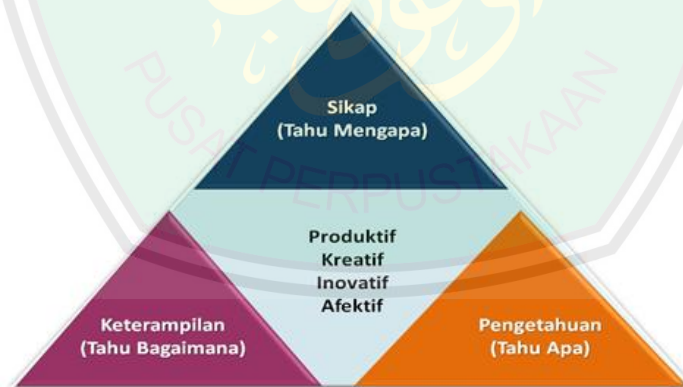 Sikap
(Tahu Mengapa)
PUSAT PERPUSTAKAAN
Produktif
Kreatif
Inovatif
Afektif
Keterampilan
(Tahu Bagaimana)
Pengetahuan
(Tahu Apa)